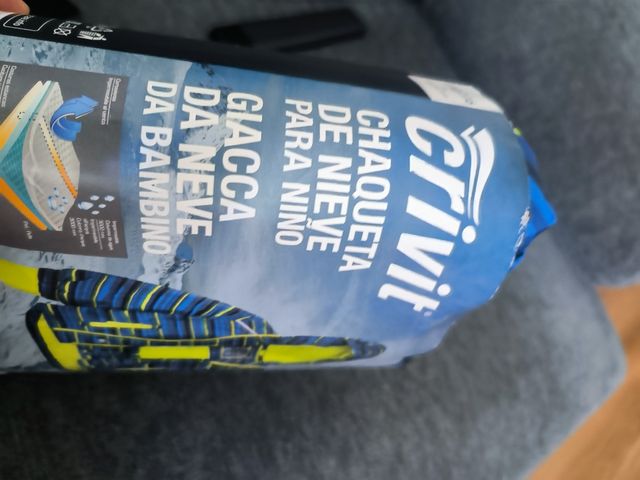 crivit
CHAQUETA
DE NIEVE
PARA NIÑO
GIACCA
DA NEVE
DA BAMBINO